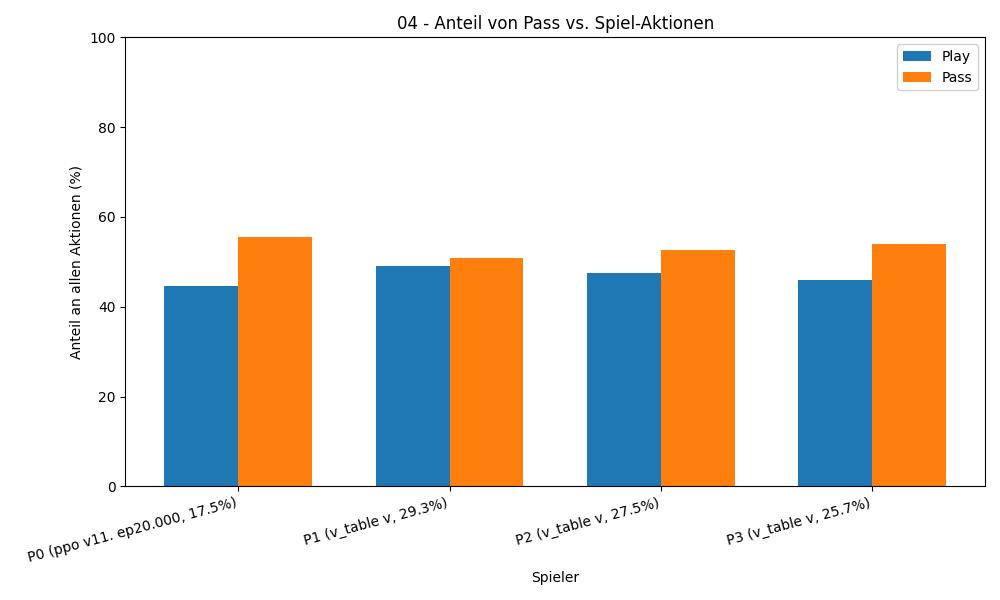 04 - Anteil von Pass vs. Spiel-Aktionen
Play
Pass
Anteil an allen Aktionen (%)
100
80
60
40
20
0
P0 (ppo v11. ep20.000, 17.5%)
P1 (v_table v, 29.3%)
P2 (v_table v, 27.5%)
P3 (v_table v, 25.7%)
Spieler